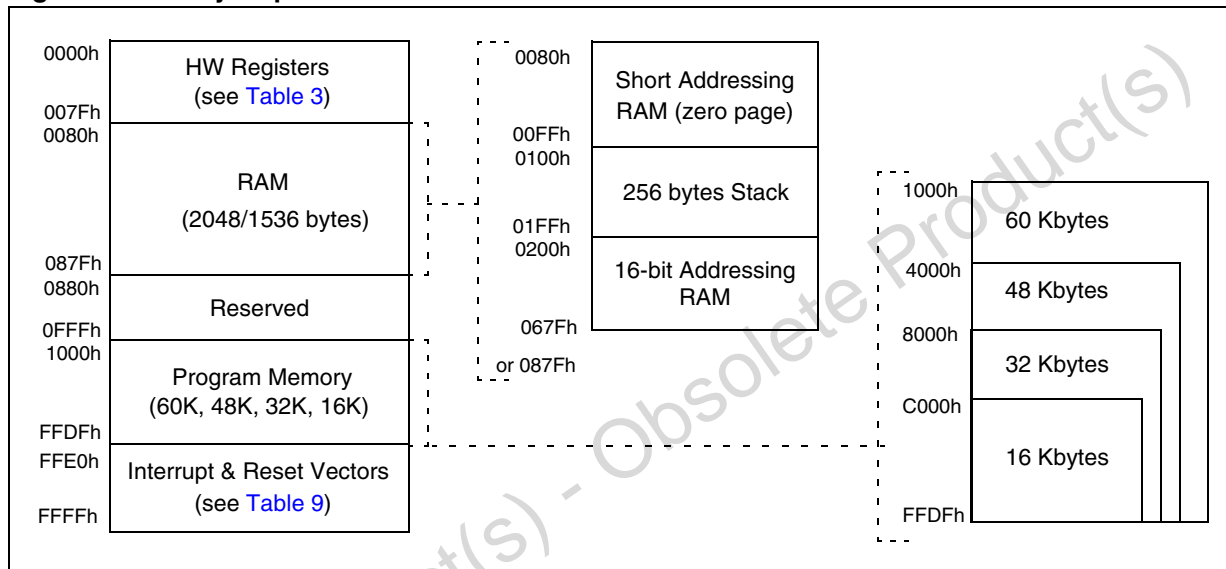 0000h
HW Registers
(see Table 3)
007Fh
0080h
RAM
(2048/1536 bytes)
087Fh
0880h
Reserved
0FFFh
1000h
Program Memory
(60K, 48K, 32K, 16K)
FFDFh
FFE0h
Interrupt & Reset Vectors
(see Table 9)
FFFFh
0080h
Short Addressing
RAM (zero page)
00FFh
0100h
256 bytes Stack
01FFh
0200h
16-bit Addressing
RAM
067Fh
or 087Fh
1000h
60 Kbytes
4000h
48 Kbytes
8000h
32 Kbytes
C000h
16 Kbytes
FFDFh
ct(s) - Obsolete Product(s)